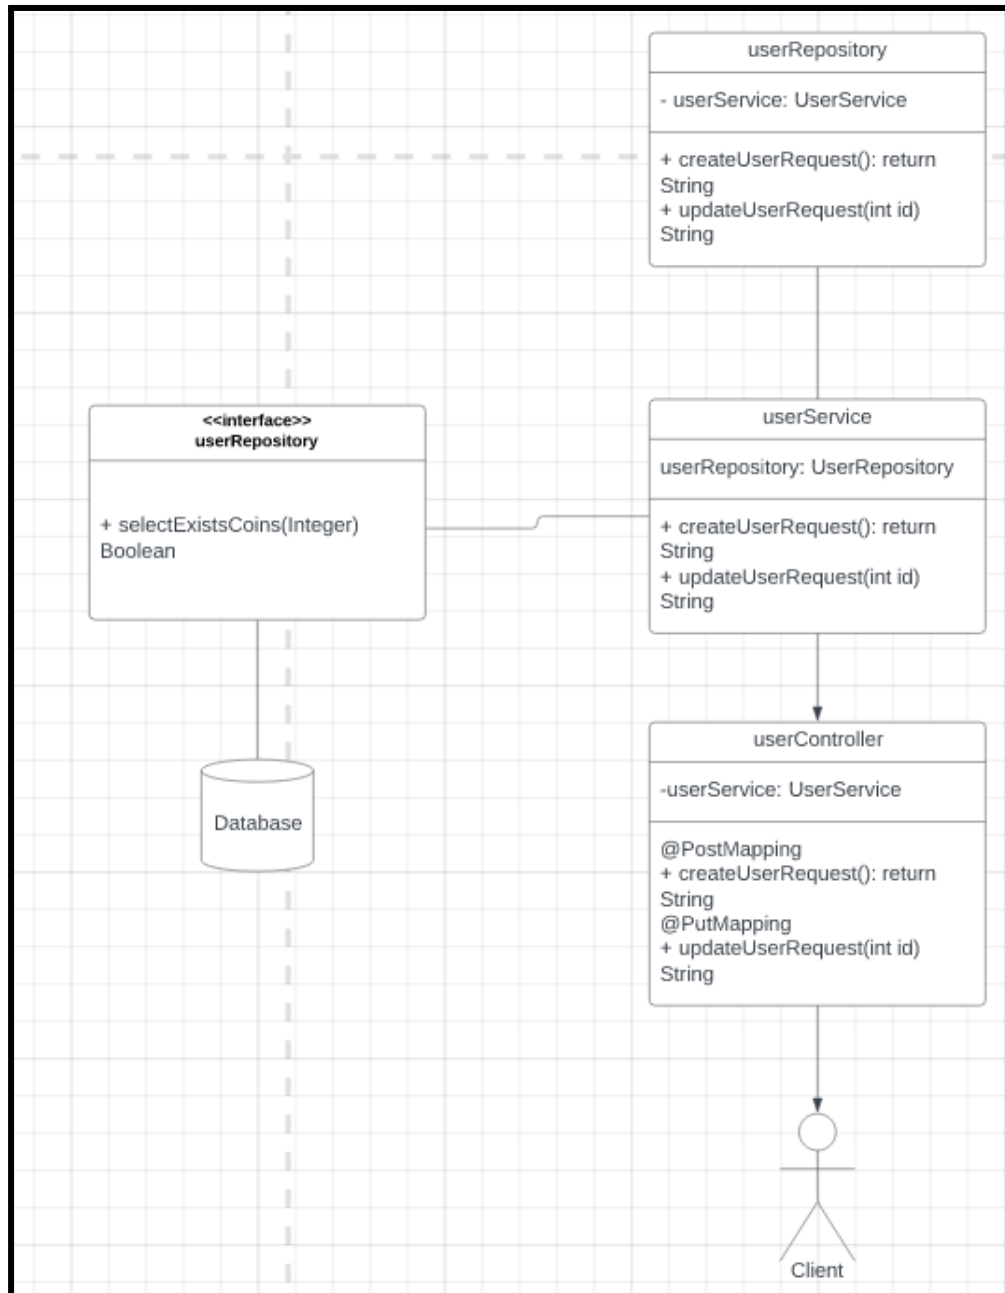 userRepository
- userService: UserService
+ createUserRequest(): return
String
+ updateUserRequest(int id)
String
<<interface>>
userRepository
+ selectExistsCoins(Integer)
Boolean
userService
userRepository: UserRepository
+ createUserRequest(): return
String
+ updateUserRequest(int id)
String
Database
userController
-userService: UserService
@PostMapping
+ createUserRequest(): return
String
@PutMapping
+ updateUserRequest(int id)
String
Client